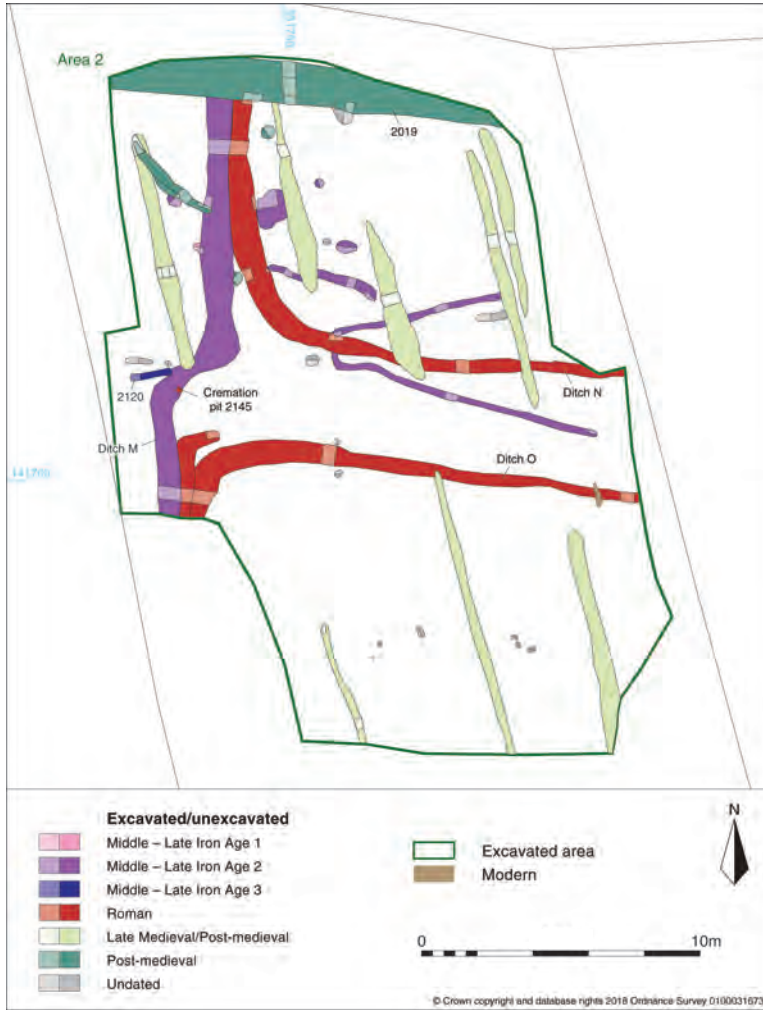 Area 2
2019
2120
Cremation
pit 2145
Ditch M
Ditch N
Ditch O
141700
Excavated/unexcavated
Middle – Late Iron Age 1
Middle – Late Iron Age 2
Middle – Late Iron Age 3
Roman
Late Medieval/Post-medieval
Post-medieval
Undated
Excavated area
Modern
N
0
10m
© Crown copyright and database rights 2018 Ordnance Survey 0100031673